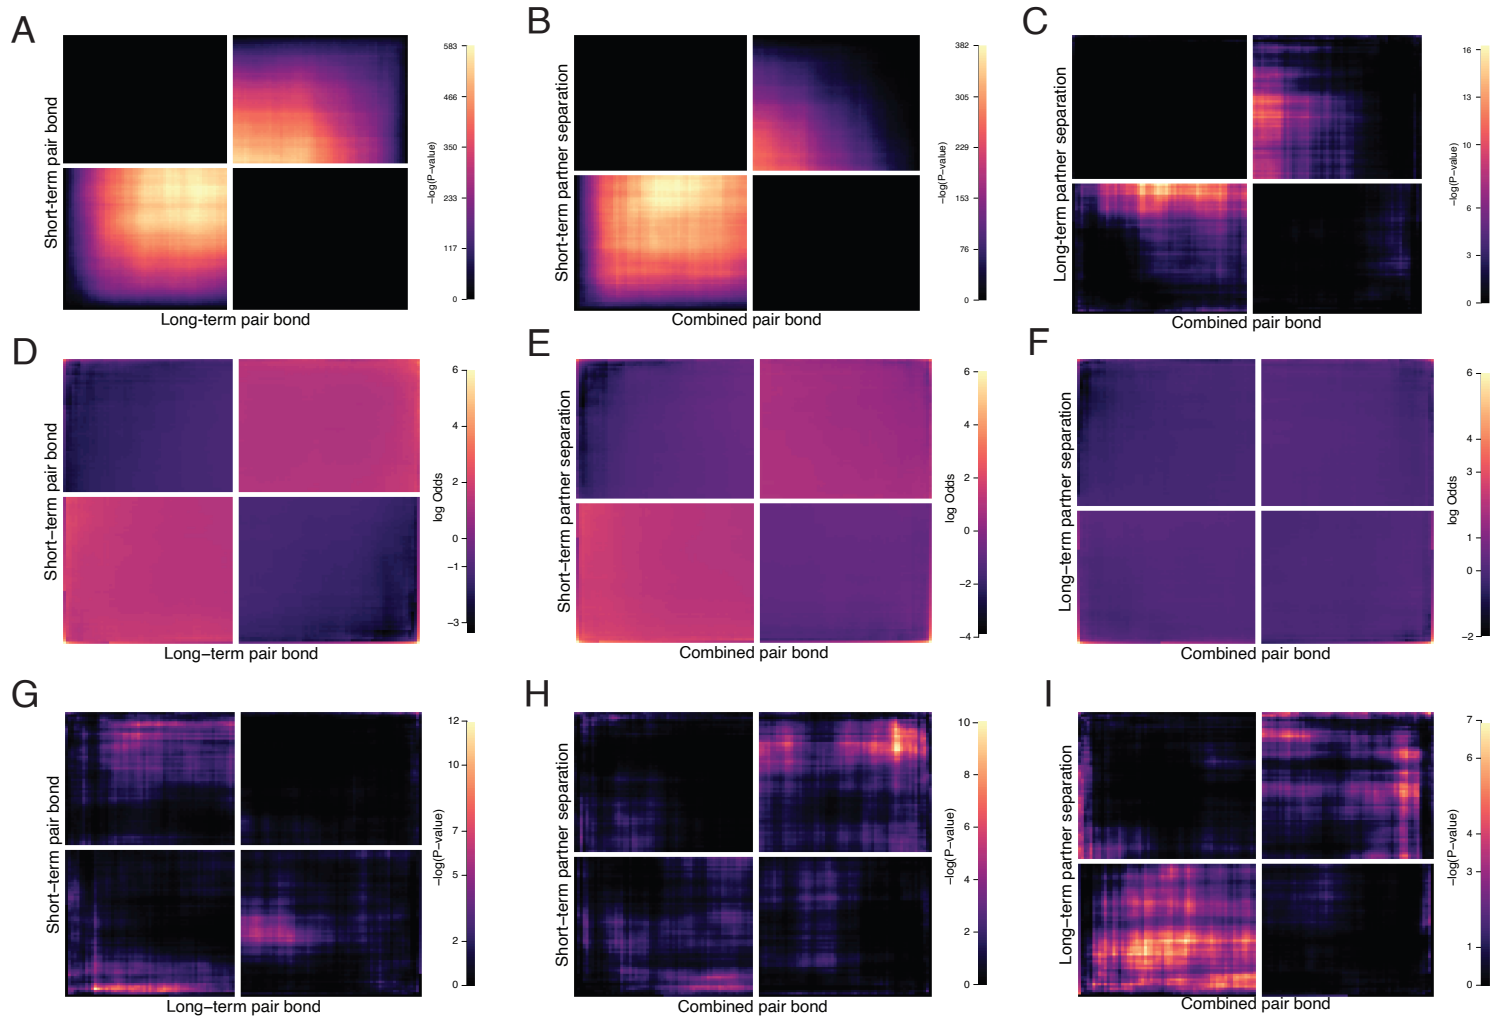 A
Short-term pair bond
Long-term pair bond
583
466
350
233
117
0
−log(P−value)
B
Short-term partner separation
Combined pair bond
382
305
229
153
76
0
−log(P−value)
C
Long-term partner separation
Combined pair bond
16
13
10
6
3
0
−log(P−value)
D
Short−term pair bond
Long−term pair bond
6
4
2
0
−1
−3
log Odds
E
Short−term partner separation
Combined pair bond
6
4
2
0
−2
−4
log Odds
F
Long−term partner separation
Combined pair bond
6
4
3
1
0
−2
log Odds
G
Short−term pair bond
Long−term pair bond
12
10
7
5
2
0
−log(P−value)
H
Short−term partner separation
Combined pair bond
10
8
6
4
2
0
−log(P−value)
I
Long−term partner separation
Combined pair bond
7
6
4
3
1
0
−log(P−value)